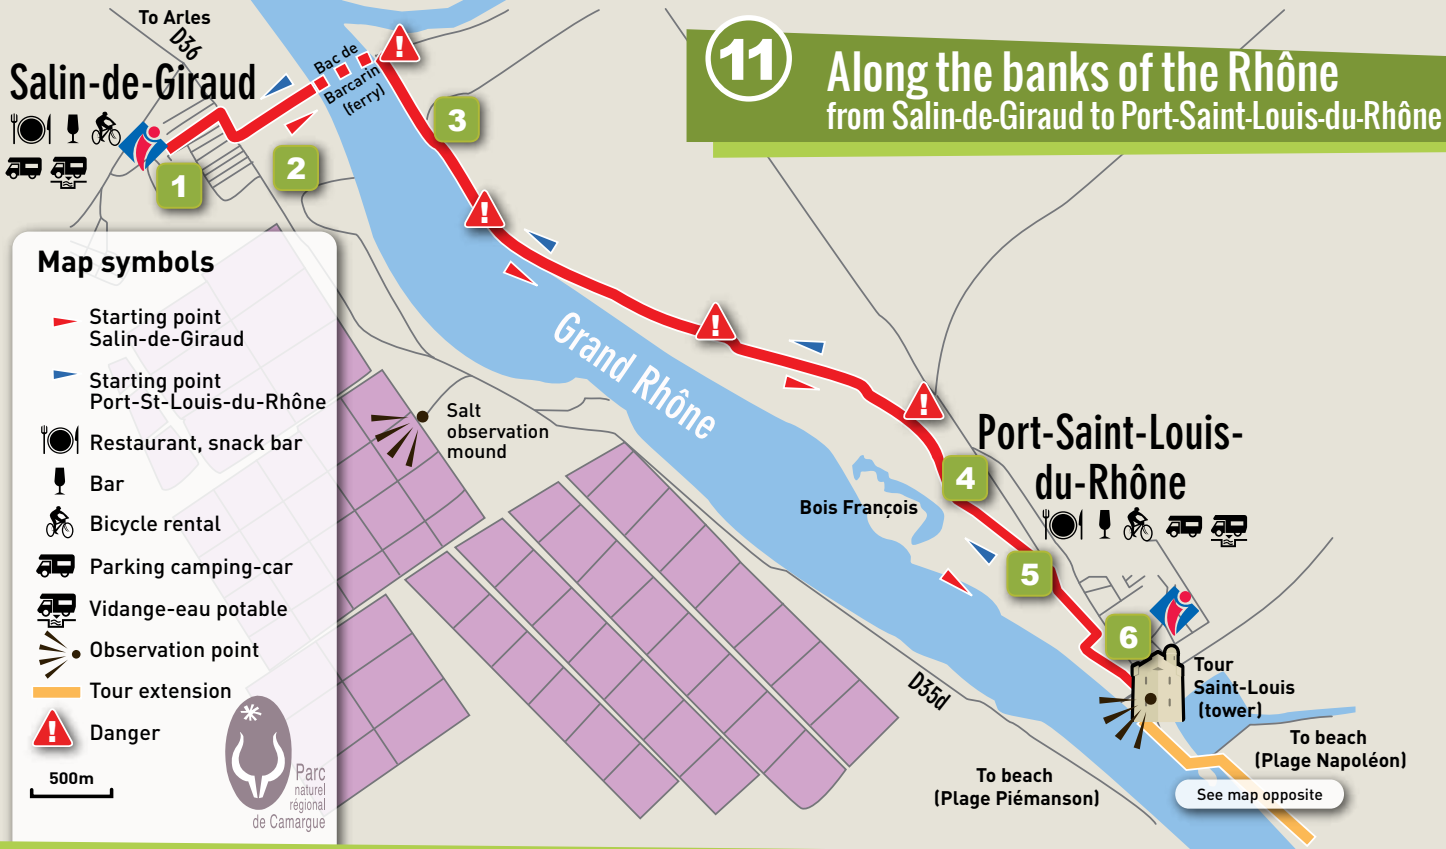 To Arles
D36
Salin-de-Giraud
Bac de
Barcarin
(ferry)
11
Along the banks of the Rhône
from Salin-de-Giraud to Port-Saint-Louis-du-Rhône
!
3
2
1
!
!
!
Grand Rhône
Map symbols
Starting point
Salin-de-Giraud
Starting point
Port-St-Louis-du-Rhône
Restaurant, snack bar
Bar
Bicycle rental
Parking camping-car
Vidange-eau potable
Observation point
Tour extension
! Danger
500m
Parc
naturel
régional
de Camargue
Salt
observation
mound
Port-Saint-Louis-
du-Rhône
4
Bois François
5
6
Tour
Saint-Louis
(tower)
D35d
To beach
(Plage Napoléon)
To beach
(Plage Piémanson)
See map opposite